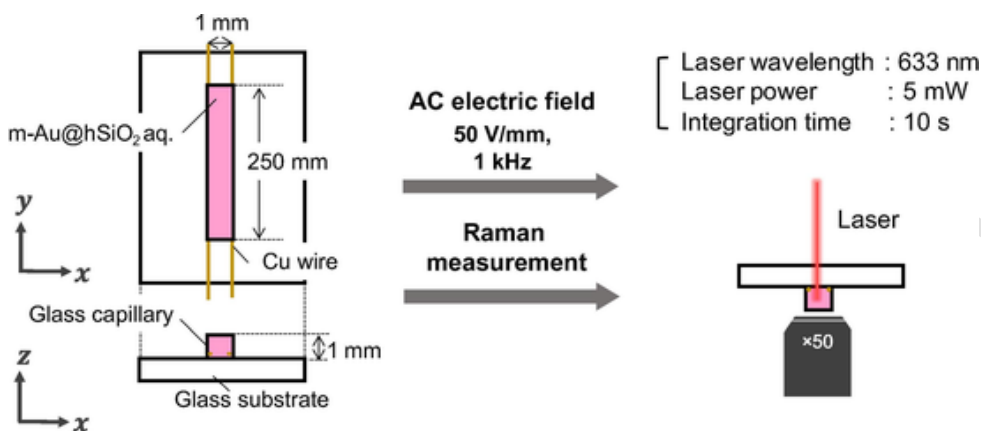 1 mm
m-Au@hSiO₂ aq.
250 mm
Cu wire
y
x
Glass capillary
1 mm
z
x
Glass substrate
AC electric field
50 V/mm,
1 kHz
Raman
measurement
Laser wavelength : 633 nm
Laser power : 5 mW
Integration time : 10 s
Laser
×50